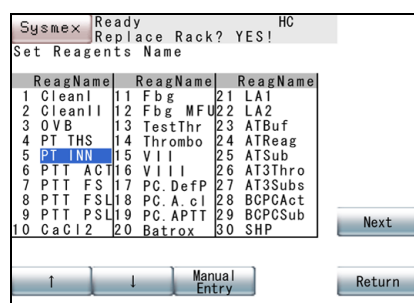 Sysmex Ready HC
Replace Rack? YES!
Set Reagents Name
ReagName ReagName ReagName
1 CleanI 11 Fbg 21 LA1
2 CleanII 12 Fbg MFU 22 LA2
3 OVB 13 TestThr 23 ATBuf
4 PT THS 14 Thrombo 24 ATReag
5 PT INN 15 VII 25 ATSub
6 PTT ACT 16 VIII 26 AT3Thro
7 PTT FS 17 PC.DefP 27 AT3Subs
8 PTT FSL 18 PC.A.cl 28 BCPCAct
9 PTT PSL 19 PC.APTT 29 BCPCSub
10 CaCl2 20 Batrox 30 SHP
Next
↑ ↓ Manual Entry Return